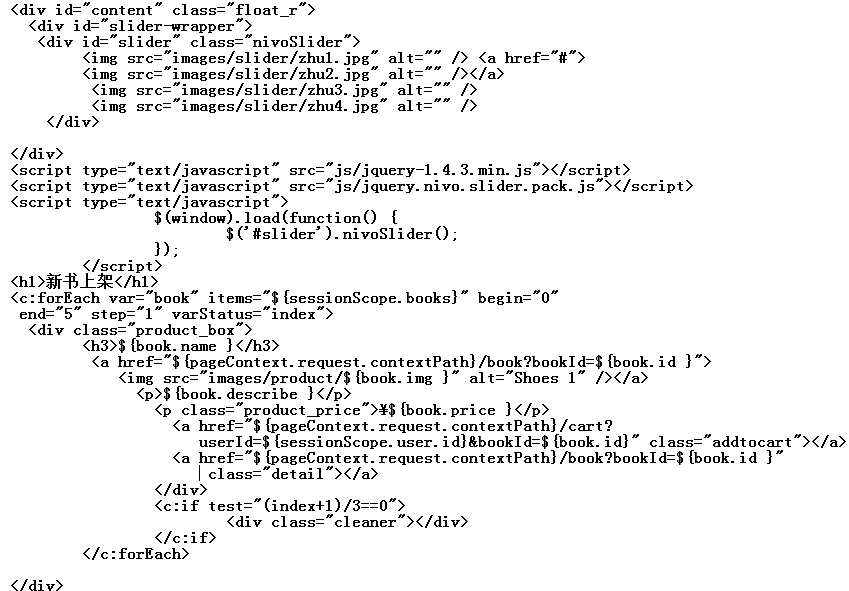 <div id="content" class="float_r">
<div id="slider-wrapper">
<div id="slider" class="nivoSlider">
<img src="images/slider/zhu1.jpg" alt="" /> <a href="#">
<img src="images/slider/zhu2.jpg" alt="" /></a>
<img src="images/slider/zhu3.jpg" alt="" />
<img src="images/slider/zhu4.jpg" alt="" />
</div>
</div>
<script type="text/javascript" src="js/jquery-1.4.3.min.js"></script>
<script type="text/javascript" src="js/jquery.nivo.slider.pack.js"></script>
<script type="text/javascript">
$(window).load(function() {
$('#slider').nivoSlider();
});
</script>
<h1>新书上架</h1>
<c:forEach var="book" items="${sessionScope.books}" begin="0"
end="5" step="1" varStatus="index">
<div class="product_box">
<h3>${book.name }</h3>
<a href="${pageContext.request.contextPath}/book?bookId=${book.id }">
<img src="images/product/${book.img }" alt="Shoes 1" /></a>
<p>${book.describe }</p>
<p class="product_price">¥${book.price }</p>
<a href="${pageContext.request.contextPath}/cart?
userId=${sessionScope.user.id}&bookId=${book.id}" class="addtocart"></a>
<a href="${pageContext.request.contextPath}/book?bookId=${book.id }"
class="detail"></a>
</div>
<c:if test="(index+1)/3==0">
<div class="cleaner"></div>
</c:if>
</c:forEach>
</div>